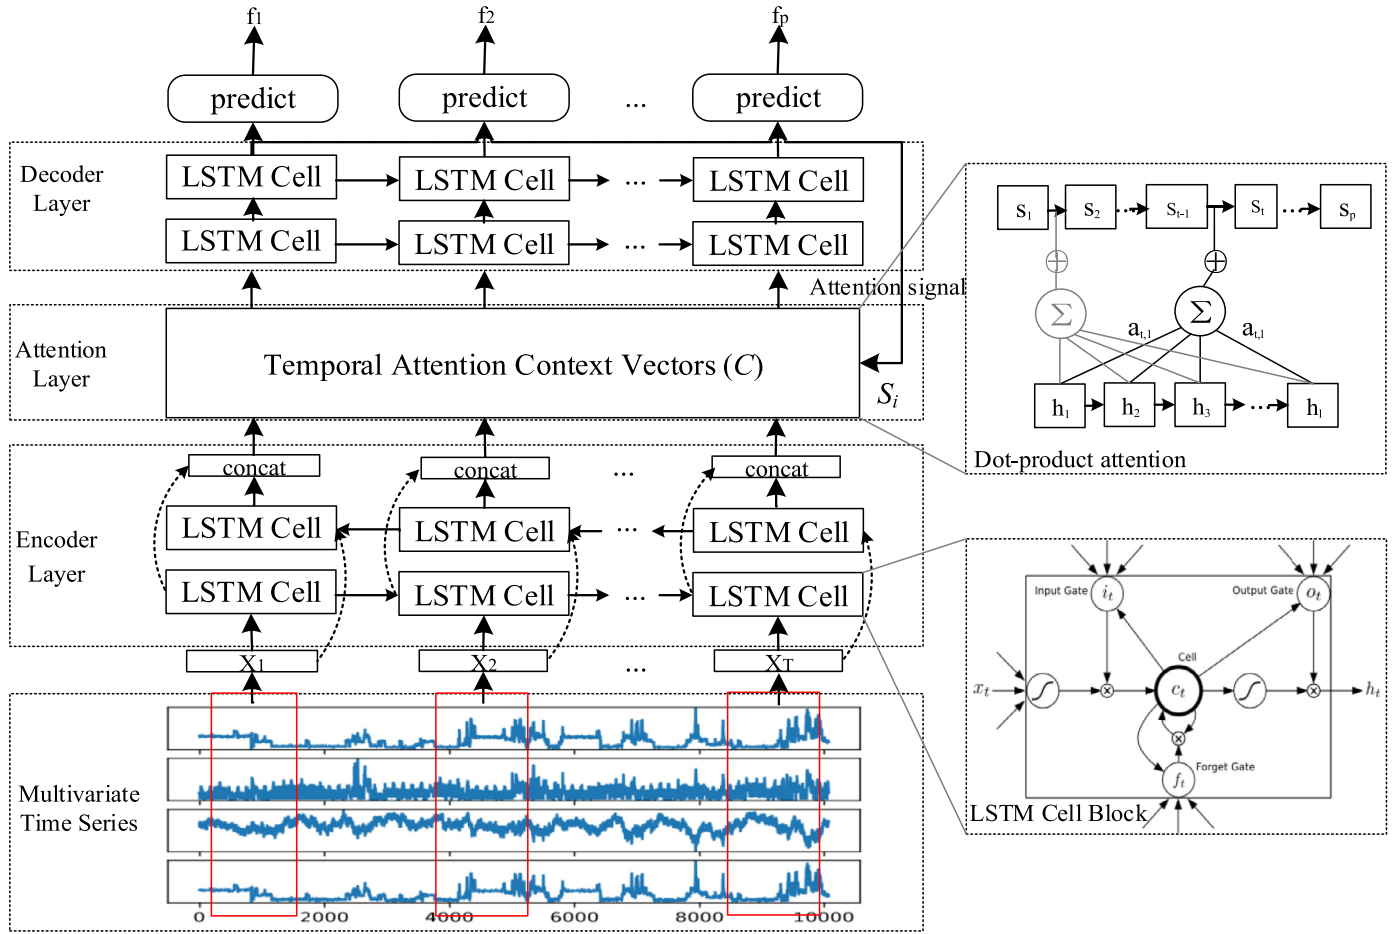 f1 f2 fp
predict predict ... predict
Decoder
Layer
LSTM Cell LSTM Cell ... LSTM Cell
LSTM Cell LSTM Cell ... LSTM Cell
Attention signal
Attention
Layer
Temporal Attention Context Vectors (C)
Si
concat concat ... concat
Encoder
Layer
LSTM Cell LSTM Cell ... LSTM Cell
LSTM Cell LSTM Cell ... LSTM Cell
X1 X2 ... XT
Multivariate
Time Series
0 2000 4000 6000 8000 10000
s1 s2 ... st-1 st ... sp
+ +
Σ Σ
at,1 at,l
h1 h2 h3 ... hl
Dot-product attention
Input Gate it Output Gate ot
Cell
xt ct ht
Forget Gate
ft
LSTM Cell Block